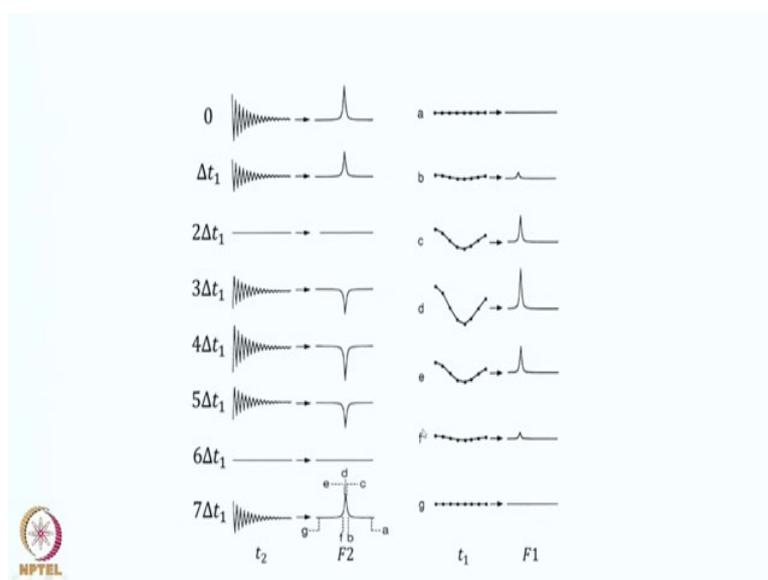 0
Δt₁
2Δt₁
3Δt₁
4Δt₁
5Δt₁
6Δt₁
7Δt₁
d
e c
g f b a
t₂ F2
a
b
c
d
e
f
g
t₁ F1
NPTEL